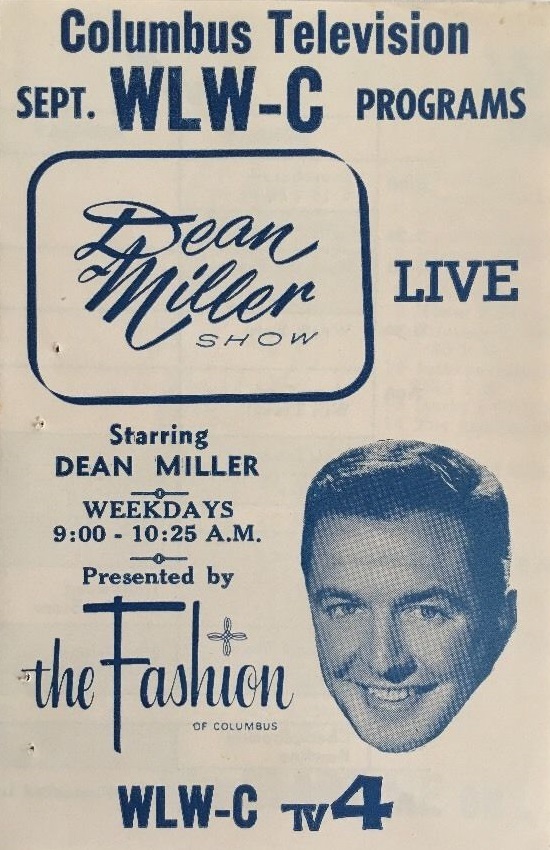 Columbus Television
SEPT. WLW-C PROGRAMS
Dean
Miller
SHOW
LIVE
Starring
DEAN MILLER
WEEKDAYS
9:00 - 10:25 A.M.
Presented by
the Fashion
OF COLUMBUS
WLW-C TV4